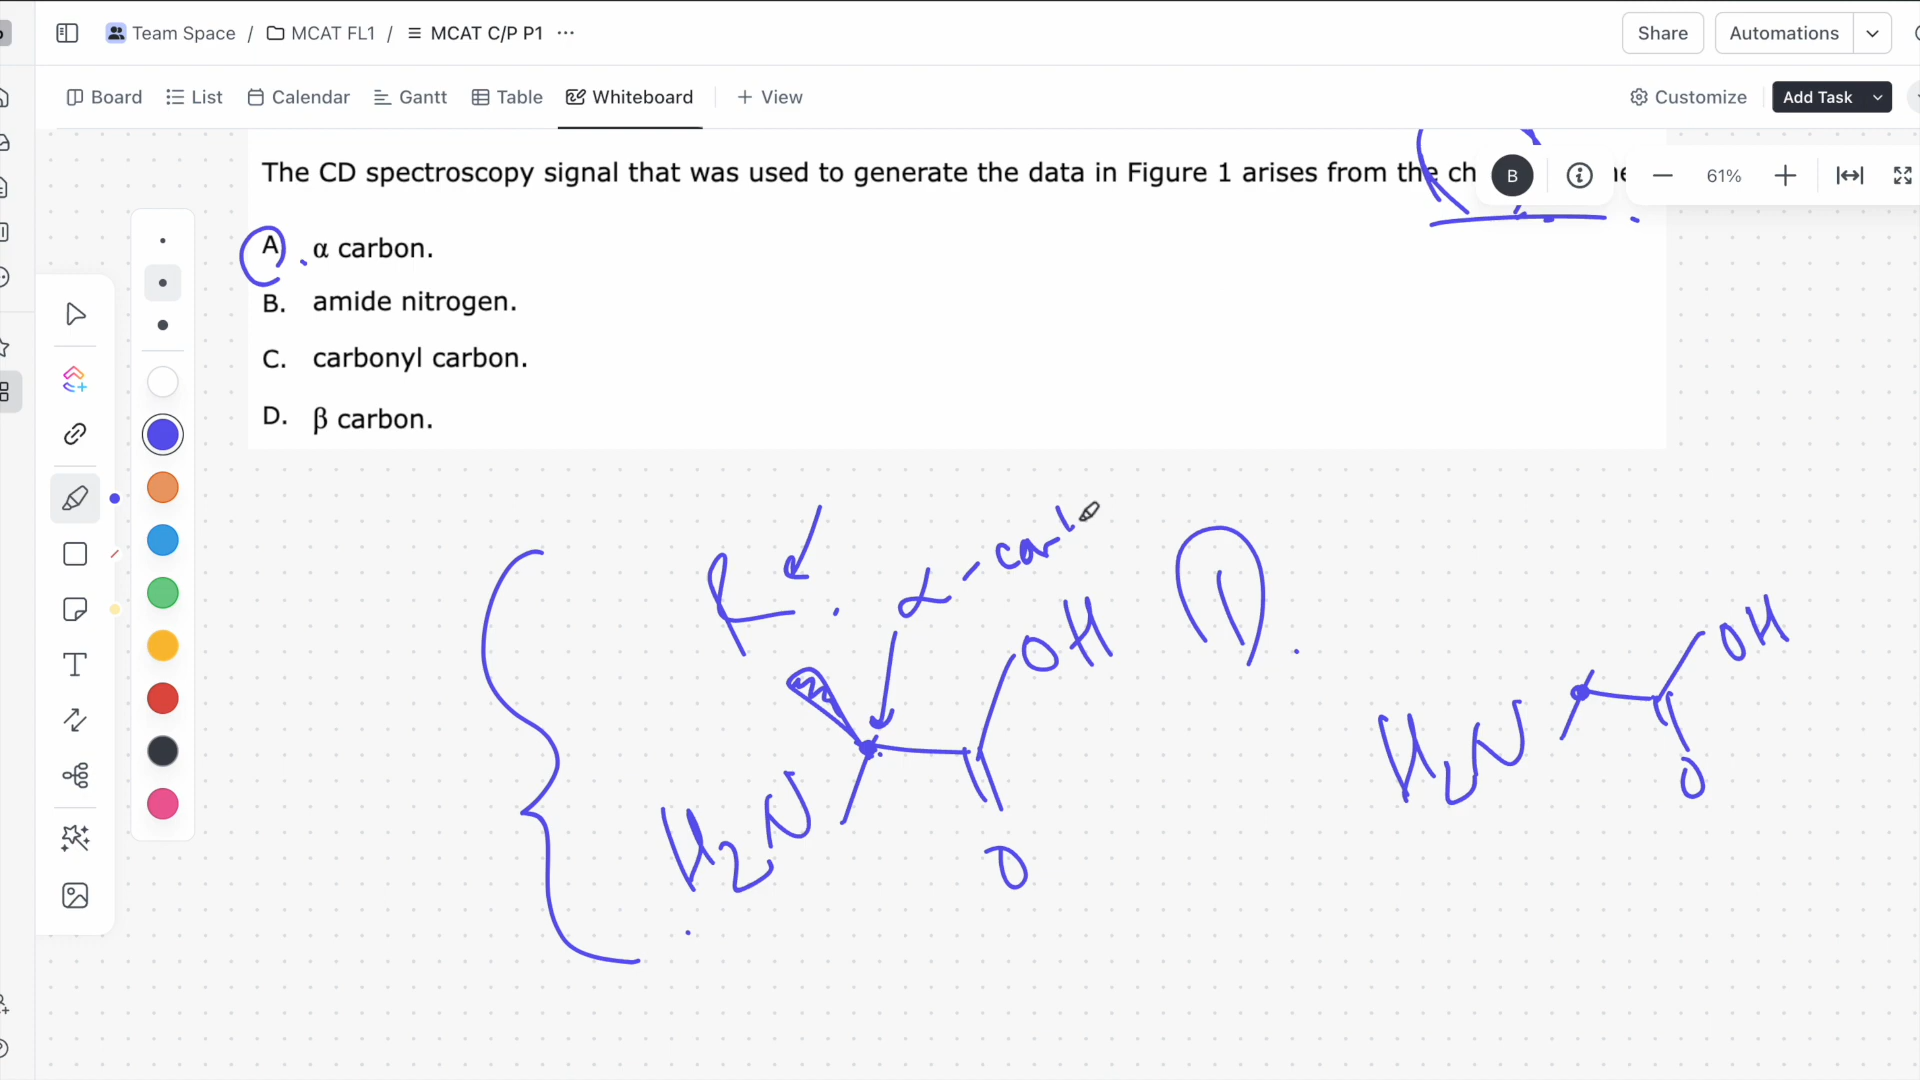 Team Space / MCAT FL1 / MCAT C/P P1 ...
Share
Automations
Board
List
Calendar
Gantt
Table
Whiteboard
+ View
Customize
Add Task
The CD spectroscopy signal that was used to generate the data in Figure 1 arises from the ch
B
61%
A . α carbon.
B. amide nitrogen.
C. carbonyl carbon.
D. β carbon.
α - car
OH
H2N
O
OH
H2N
O
T